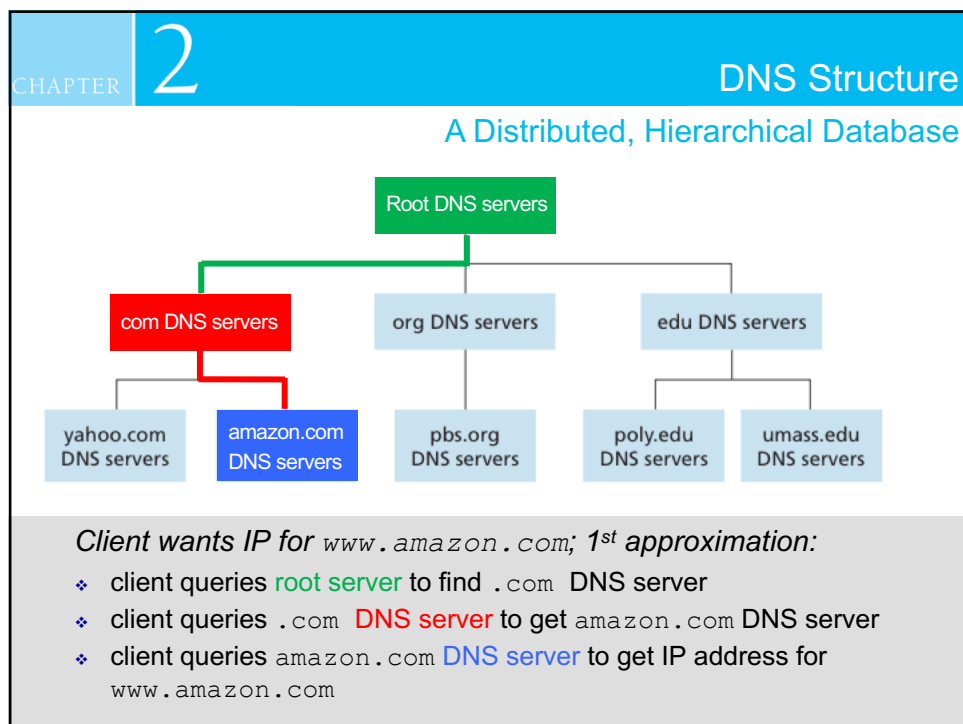 CHAPTER 2
DNS Structure
A Distributed, Hierarchical Database
Root DNS servers
com DNS servers
org DNS servers
edu DNS servers
yahoo.com
DNS servers
amazon.com
DNS servers
pbs.org
DNS servers
poly.edu
DNS servers
umass.edu
DNS servers
Client wants IP for www.amazon.com; 1st approximation:
❖ client queries root server to find .com DNS server
❖ client queries .com DNS server to get amazon.com DNS server
❖ client queries amazon.com DNS server to get IP address for
www.amazon.com